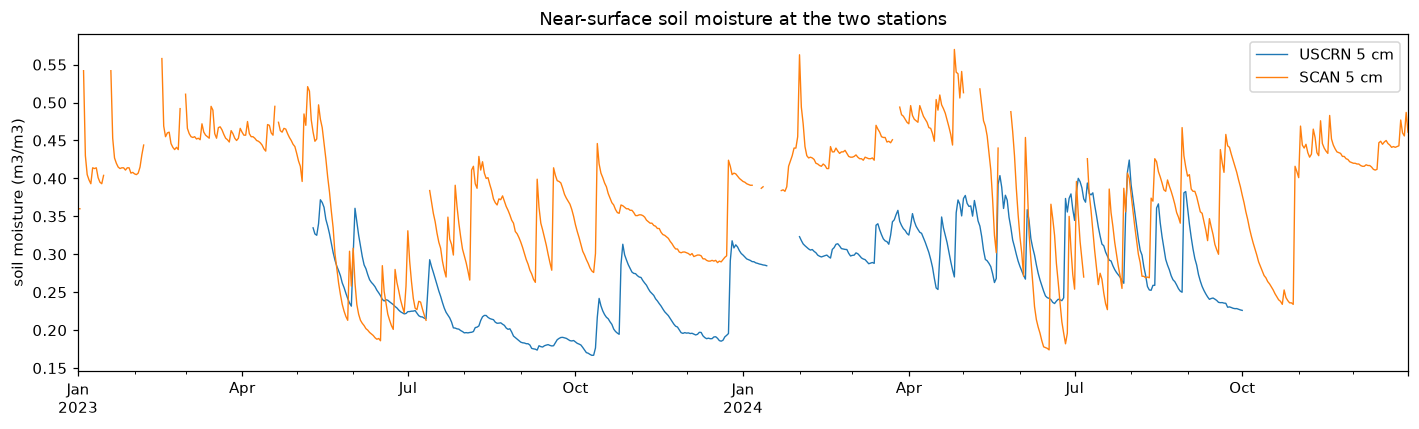 Near-surface soil moisture at the two stations
USCRN 5 cm
SCAN 5 cm
soil moisture (m3/m3)
0.55
0.50
0.45
0.40
0.35
0.30
0.25
0.20
0.15
Jan Apr Jul Oct Jan Apr Jul Oct
2023 2024